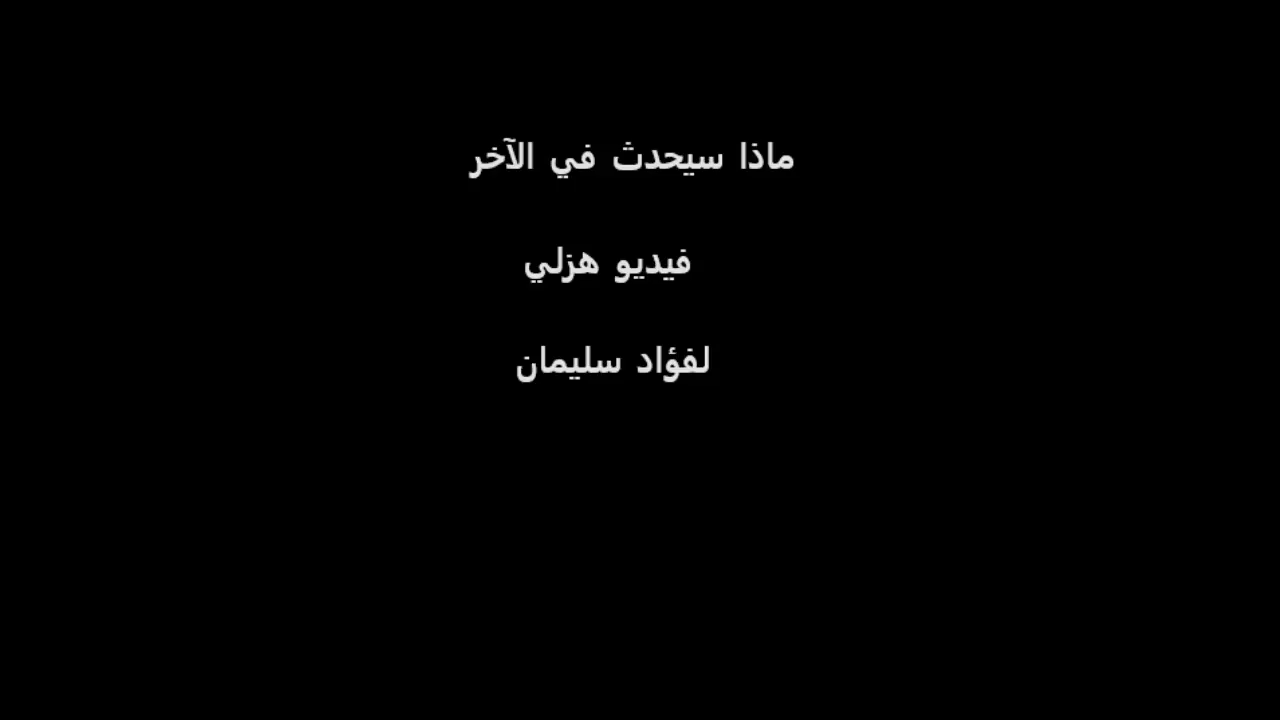 ماذا سيحدث في الآخر
فيديو هزلي
لفؤاد سليمان